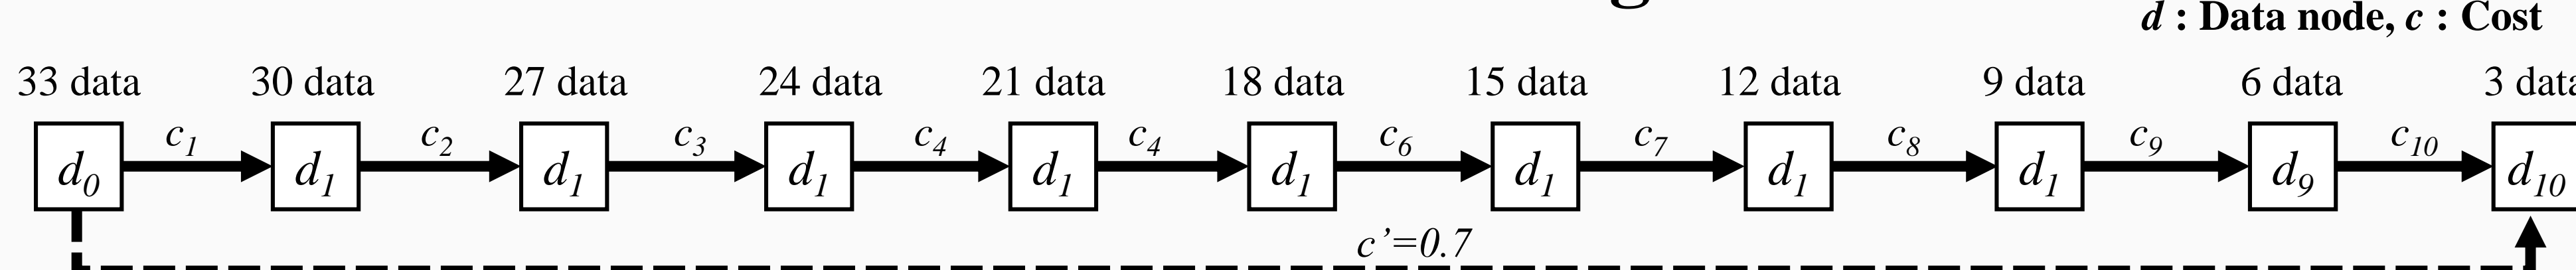 d : Data node, c : Cost
33 data 30 data 27 data 24 data 21 data 18 data 15 data 12 data 9 data 6 data 3 data
c1 c2 c3 c4 c4 c6 c7 c8 c9 c10
d0 d1 d1 d1 d1 d1 d1 d1 d1 d9 d10
c’=0.7